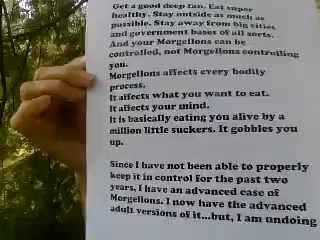 Get a good deep tan. Eat super
healthy. Stay outside as much as
possible. Stay away from big cities
and government bases of all sorts.
And your Morgellons can be
controlled, not Morgellons controlling
you.
Morgellons affects every bodily
process.
It affects what you want to eat.
It affects your mind.
It is basically eating you alive by a
million little suckers. It gobbles you
up.
Since I have not been able to properly
keep it in control for the past two
years, I have an advanced case of
Morgellons. I now have the advanced
adult versions of it...but, I am undoing